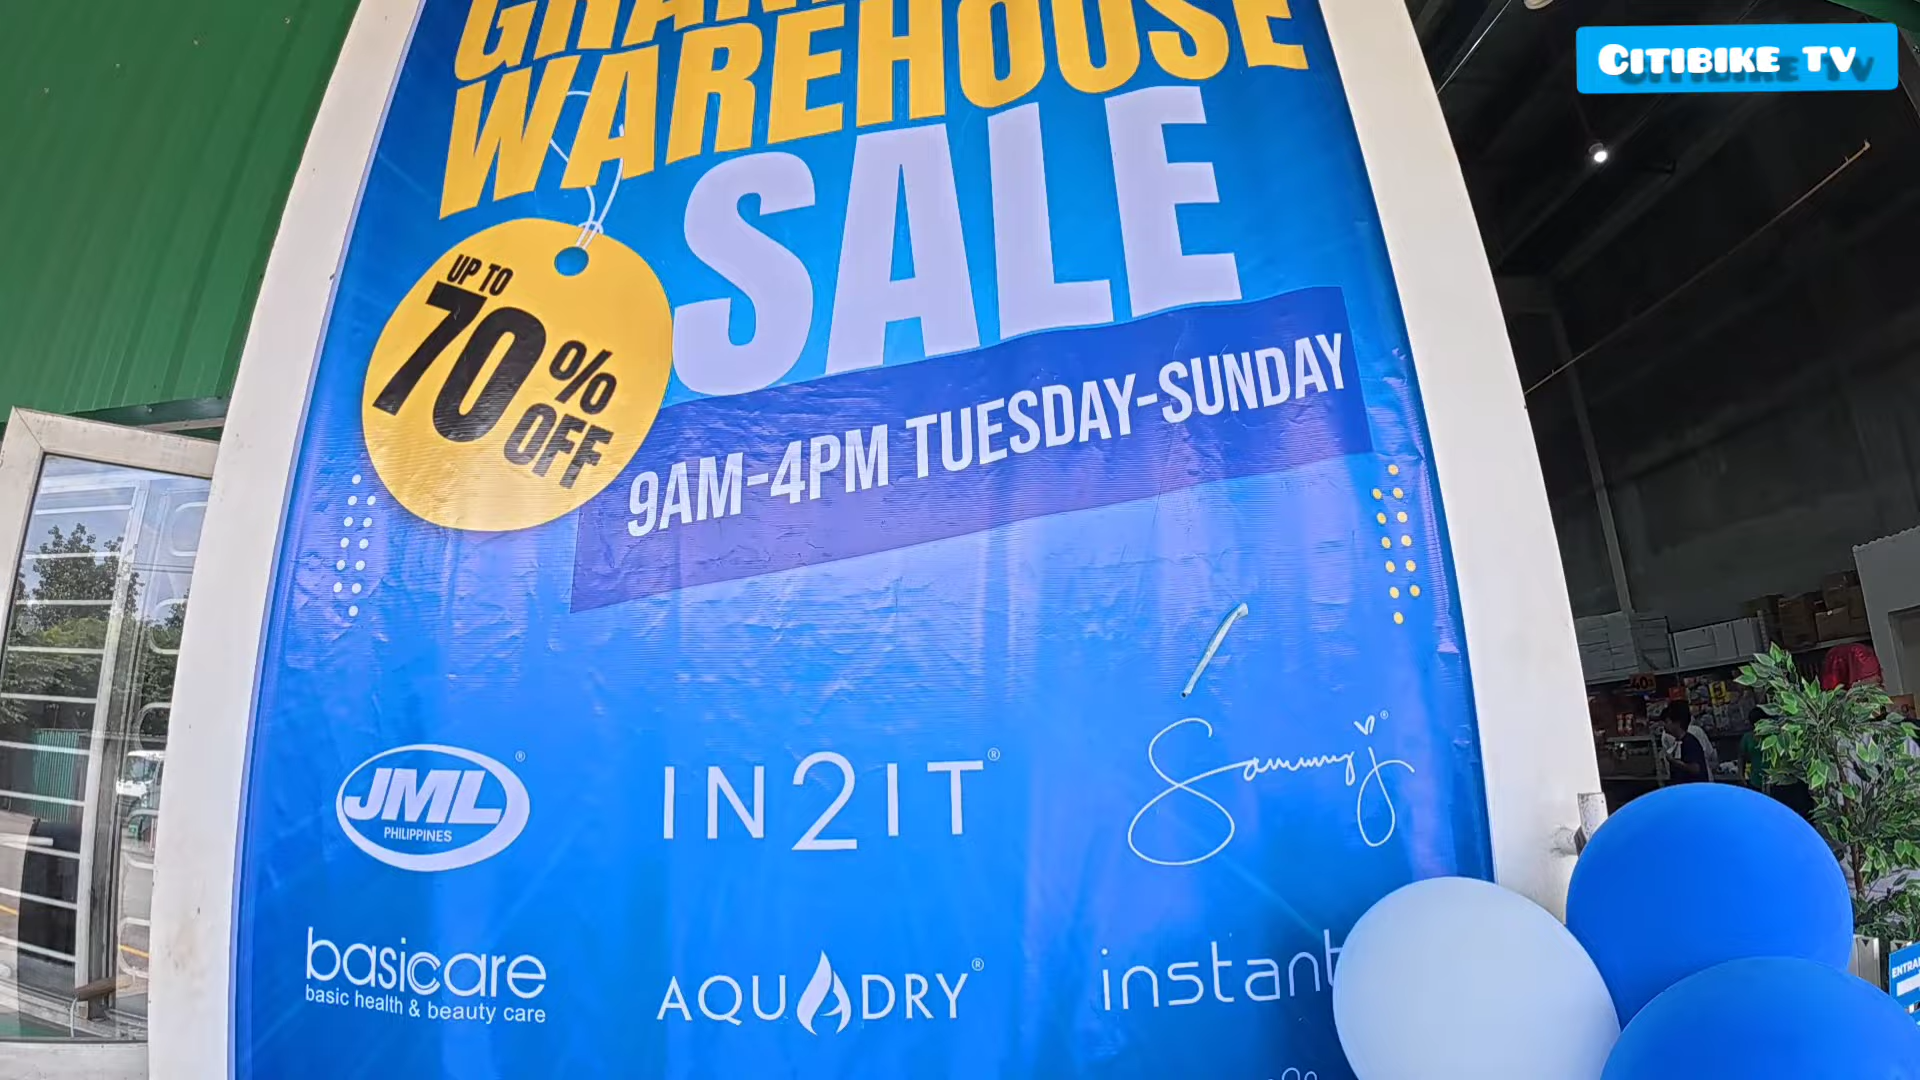 CITIBIKE TV
WAREHOUSE
SALE
UP TO
70%
OFF
9AM-4PM TUESDAY-SUNDAY
JML®
PHILIPPINES
IN2IT®
Sammy j®
basicare
basic health & beauty care
AQUADRY®
instant